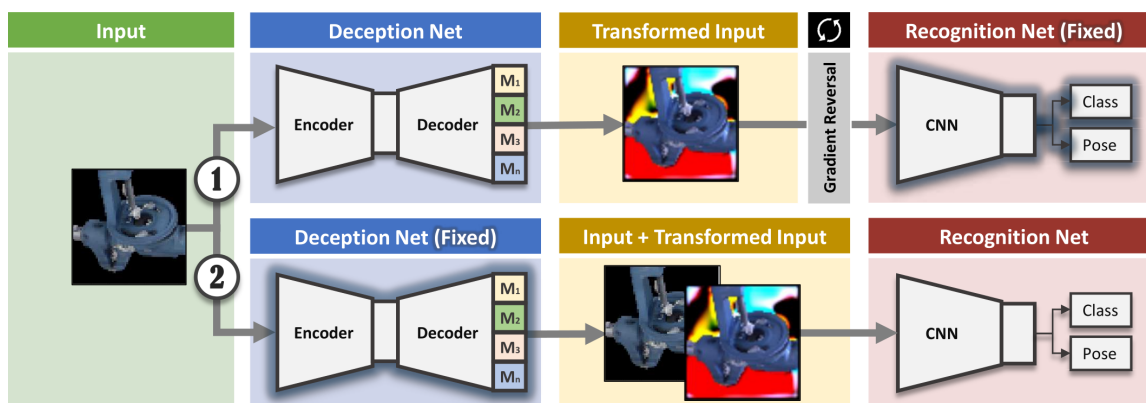 Input
Deception Net
Transformed Input
Recognition Net (Fixed)
1
Encoder
Decoder
M₁
M₂
M₃
Mₙ
Gradient Reversal
CNN
Class
Pose
2
Deception Net (Fixed)
Input + Transformed Input
Recognition Net
Encoder
Decoder
M₁
M₂
M₃
Mₙ
CNN
Class
Pose